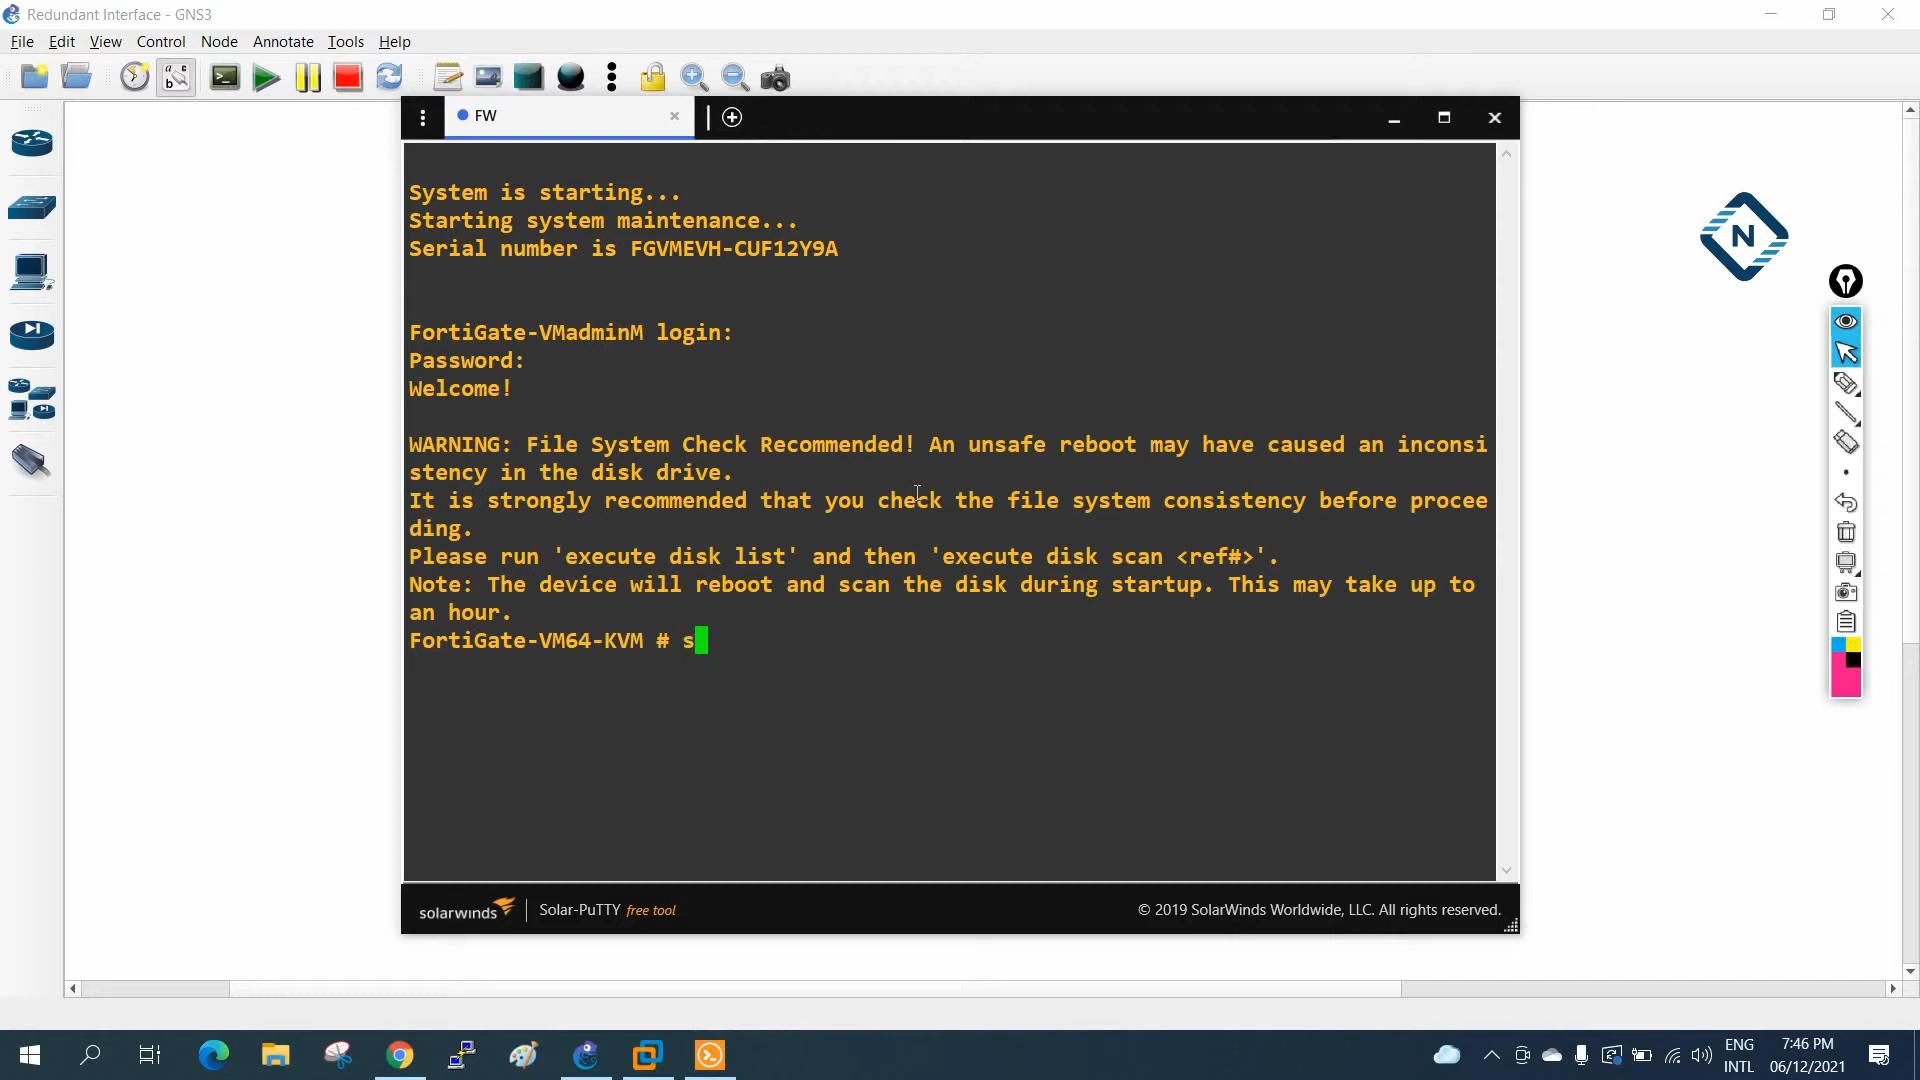 Redundant Interface - GNS3
File Edit View Control Node Annotate Tools Help
FW
System is starting...
Starting system maintenance...
Serial number is FGVMEVH-CUF12Y9A
FortiGate-VMadminM login:
Password:
Welcome!
WARNING: File System Check Recommended! An unsafe reboot may have caused an inconsi
stency in the disk drive.
It is strongly recommended that you check the file system consistency before procee
ding.
Please run 'execute disk list' and then 'execute disk scan <ref#>'.
Note: The device will reboot and scan the disk during startup. This may take up to
an hour.
FortiGate-VM64-KVM # s
solarwinds Solar-PuTTY free tool © 2019 SolarWinds Worldwide, LLC. All rights reserved.
N
ENG
INTL
7:46 PM
06/12/2021